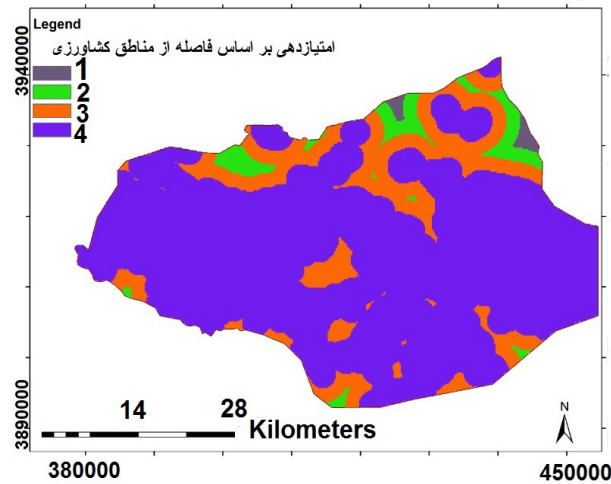 Legend
امتیازدهی بر اساس فاصله از مناطق کشاورزی
1
2
3
4
3940000
3890000
14 28
Kilometers
N
380000 450000